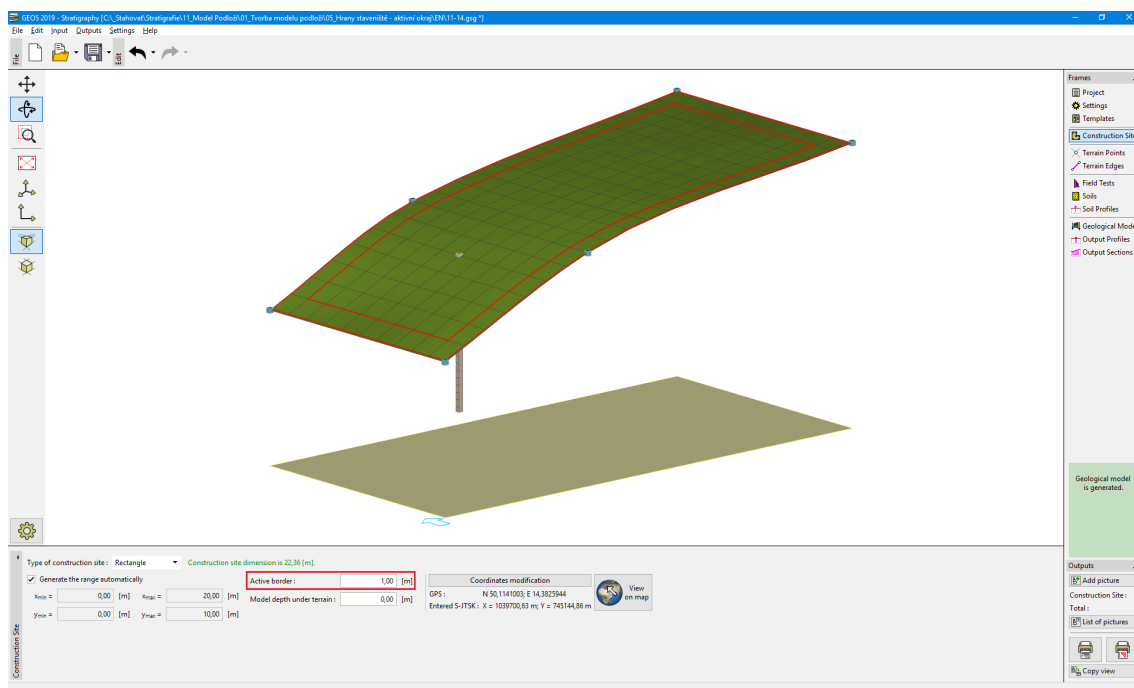 GEO5 2019 - Stratigraphy [C:\_Stahovat\Stratigrafie\11_Model Podloží\01_Tvorba modelu podloží\05_Hrany staveniště - aktivní okraj\EN\11-14.gsg *]
File Edit Input Outputs Settings Help
File
Edit
Frames
Project
Settings
Templates
Construction Site
Terrain Points
Terrain Edges
Field Tests
Soils
Soil Profiles
Geological Mode
Output Profiles
Output Sections
Geological model
is generated.
Type of construction site : Rectangle Construction site dimension is 22,36 [m].
Generate the range automatically Active border : 1,00 [m] Coordinates modification
xmin = 0,00 [m] xmax = 20,00 [m] Model depth under terrain : 0,00 [m] GPS : N 50,1141003; E 14,3825944
ymin = 0,00 [m] ymax = 10,00 [m] Entered S-JTSK : X = 1039700,63 m; Y = 745144,86 m
View
on map
Construction Site
Outputs
Add picture
Construction Site :
Total :
List of pictures
Copy view